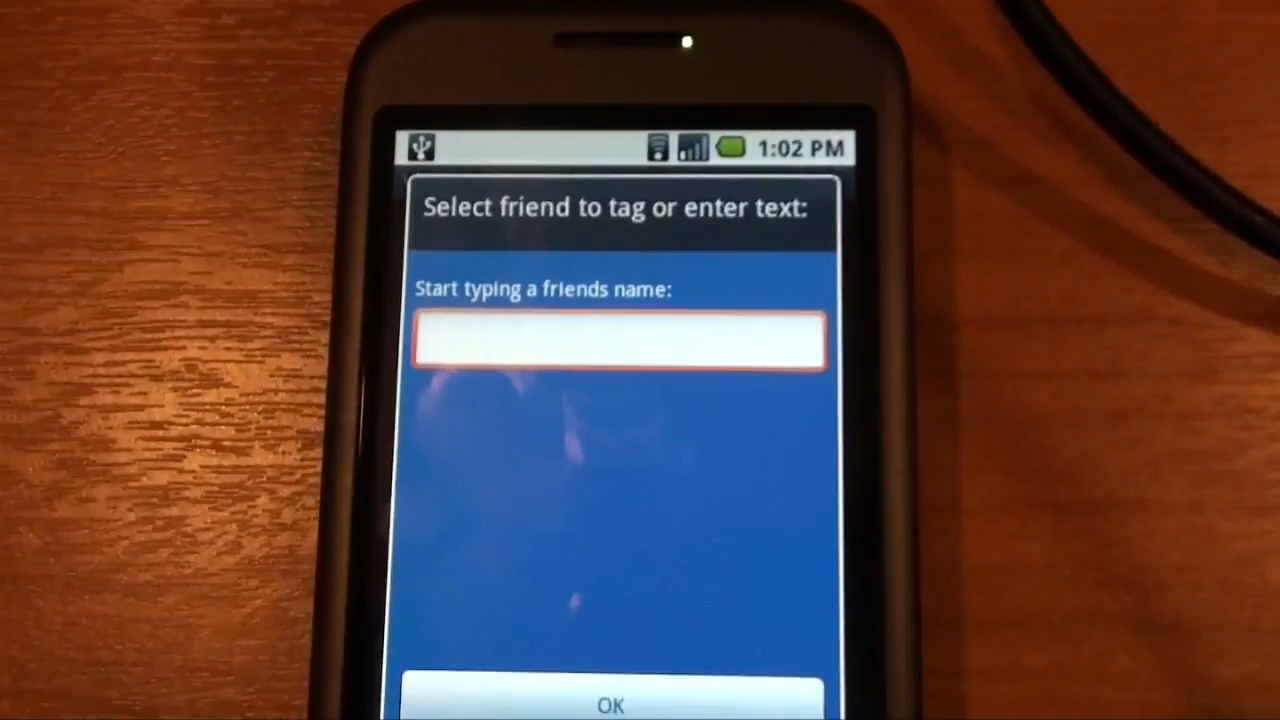 1:02 PM
Select friend to tag or enter text:
Start typing a friends name:
OK